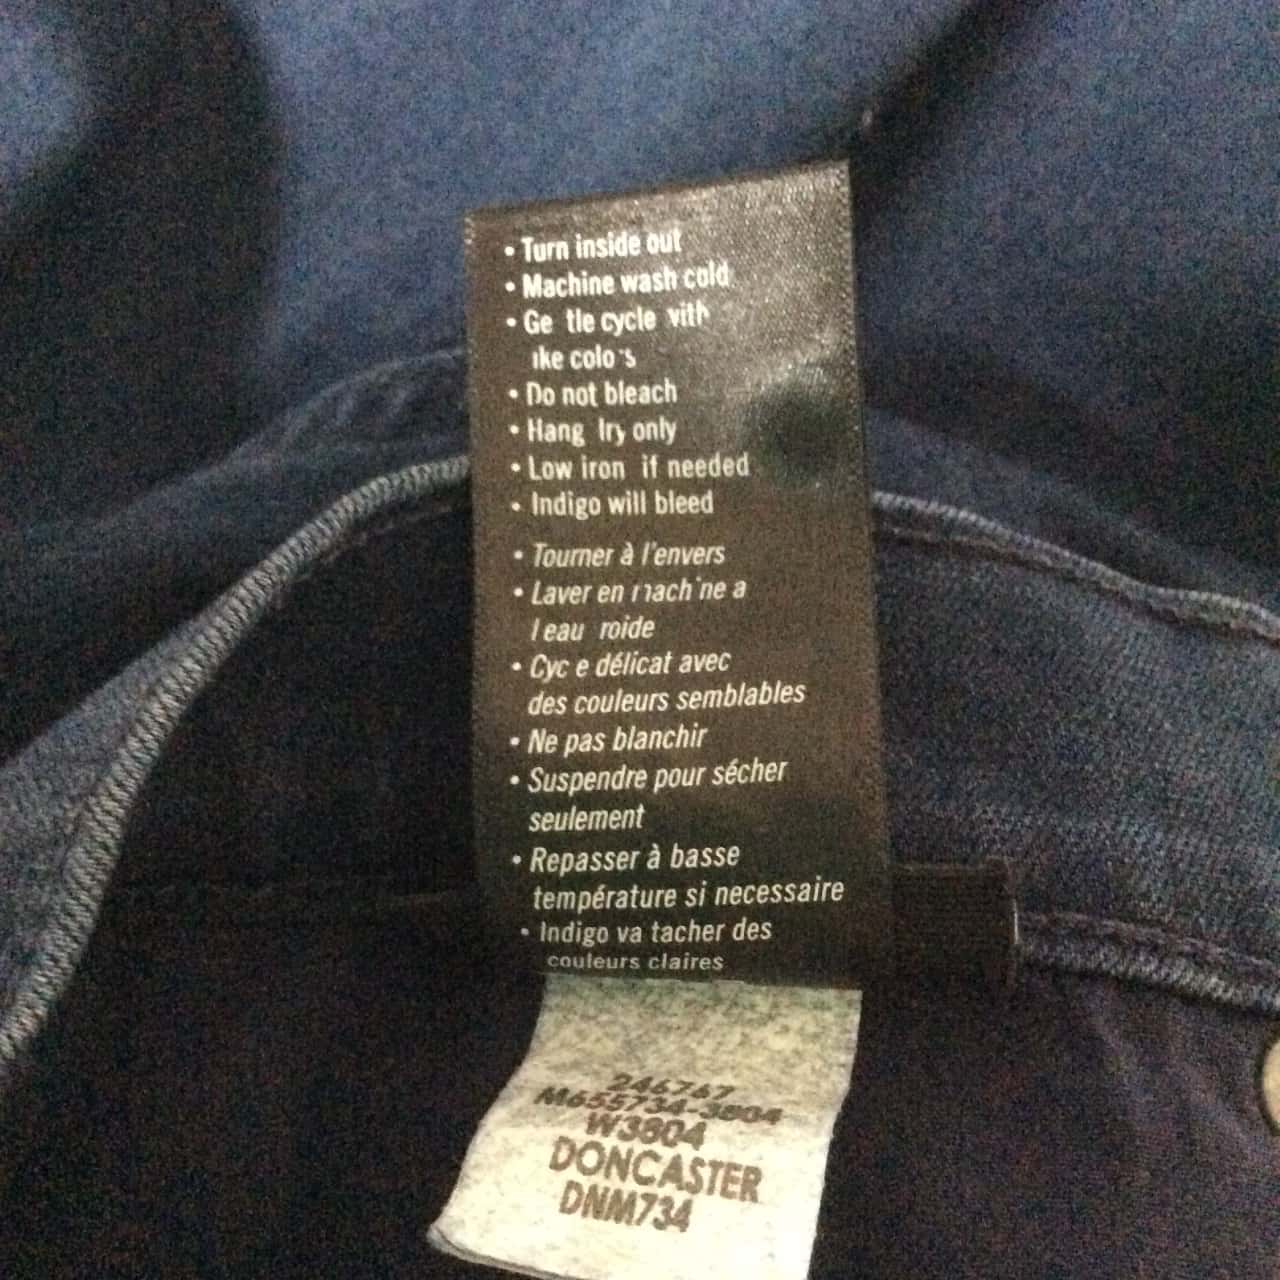 • Turn inside out
• Machine wash cold
• Ge tle cycle vith
ike colo's
• Do not bleach
• Hang Iry only
• Low iron if needed
• Indigo will bleed
• Tourner à l'envers
• Laver en machine a
l eau roide
• Cyc e délicat avec
des couleurs semblables
• Ne pas blanchir
• Suspendre pour sécher
seulement
• Repasser à basse
température si necessaire
• Indigo va tacher des
couleurs claires
246767
M655734-3804
W3804
DONCASTER
DNM734